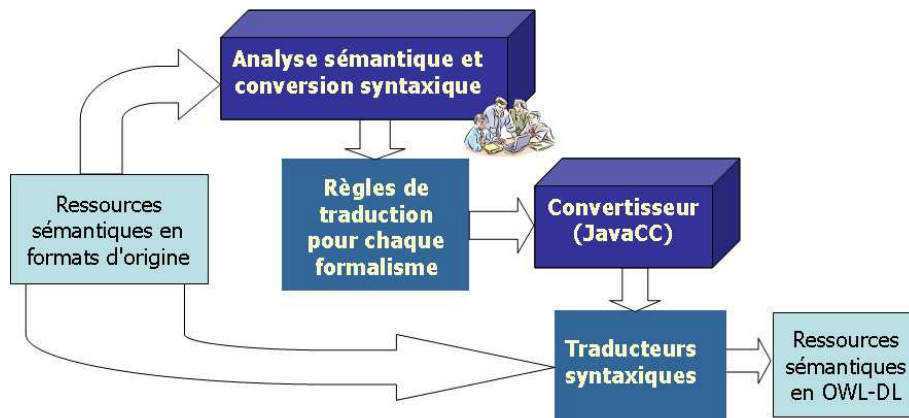 Analyse sémantique et
conversion syntaxique
Ressources
sémantiques en
formats d'origine
Règles de
traduction
pour chaque
formalisme
Convertisseur
(JavaCC)
Traducteurs
syntaxiques
Ressources
sémantiques
en OWL-DL